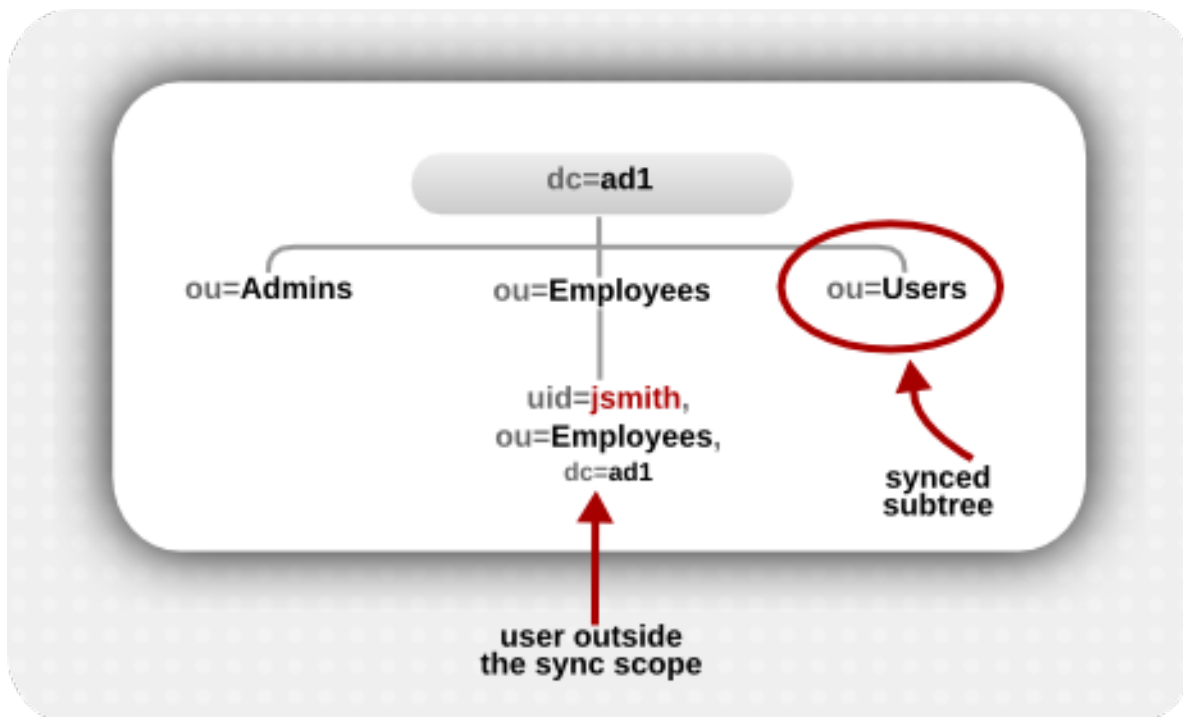 dc=ad1
ou=Admins
ou=Employees
ou=Users
uid=jsmith,
ou=Employees,
dc=ad1
synced
subtree
user outside
the sync scope